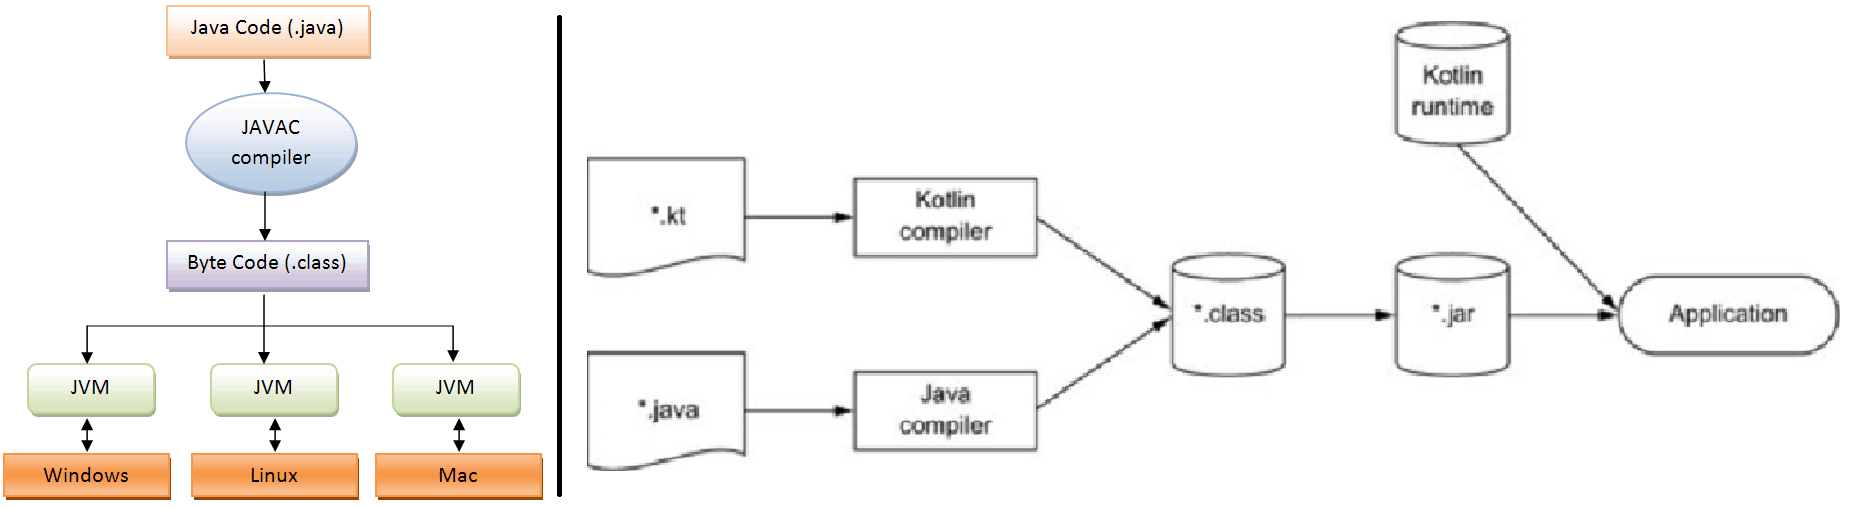 Java Code (.java)
JAVAC
compiler
Byte Code (.class)
JVM
JVM
JVM
Windows
Linux
Mac
Kotlin
runtime
*.kt
Kotlin
compiler
*.java
Java
compiler
*.class
*.jar
Application